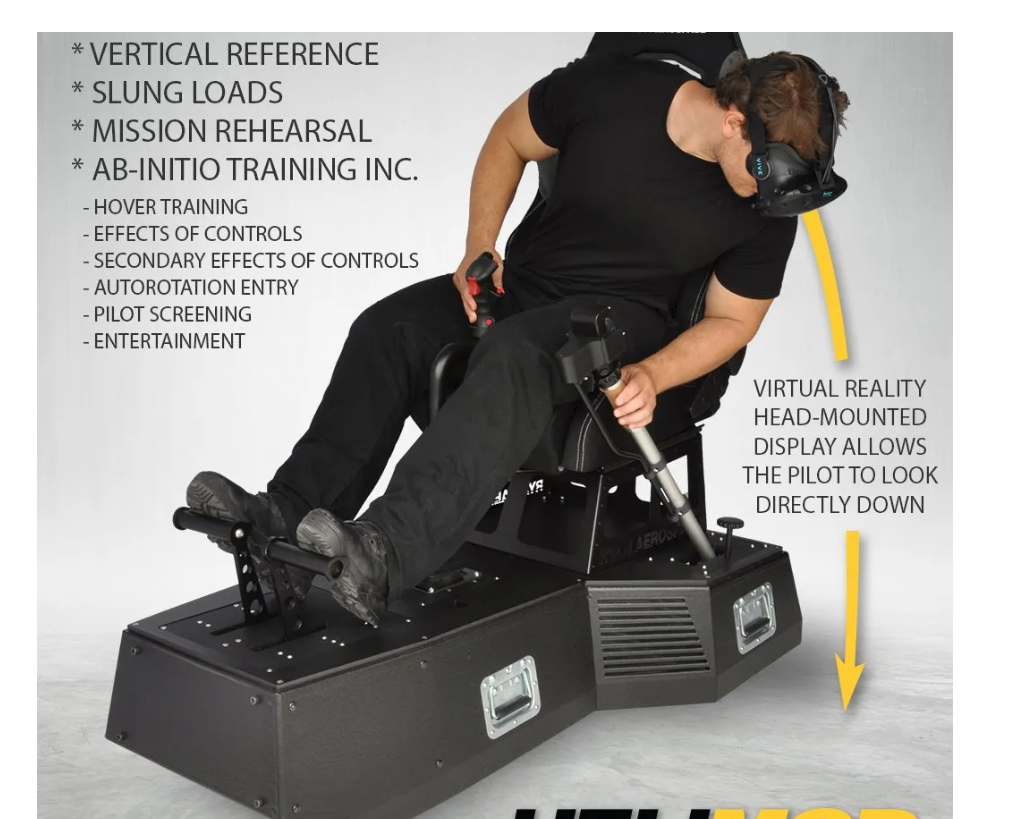 * VERTICAL REFERENCE
* SLUNG LOADS
* MISSION REHEARSAL
* AB-INITIO TRAINING INC.
- HOVER TRAINING
- EFFECTS OF CONTROLS
- SECONDARY EFFECTS OF CONTROLS
- AUTOROTATION ENTRY
- PILOT SCREENING
- ENTERTAINMENT
VIVE
VIRTUAL REALITY
HEAD-MOUNTED
DISPLAY ALLOWS
THE PILOT TO LOOK
DIRECTLY DOWN